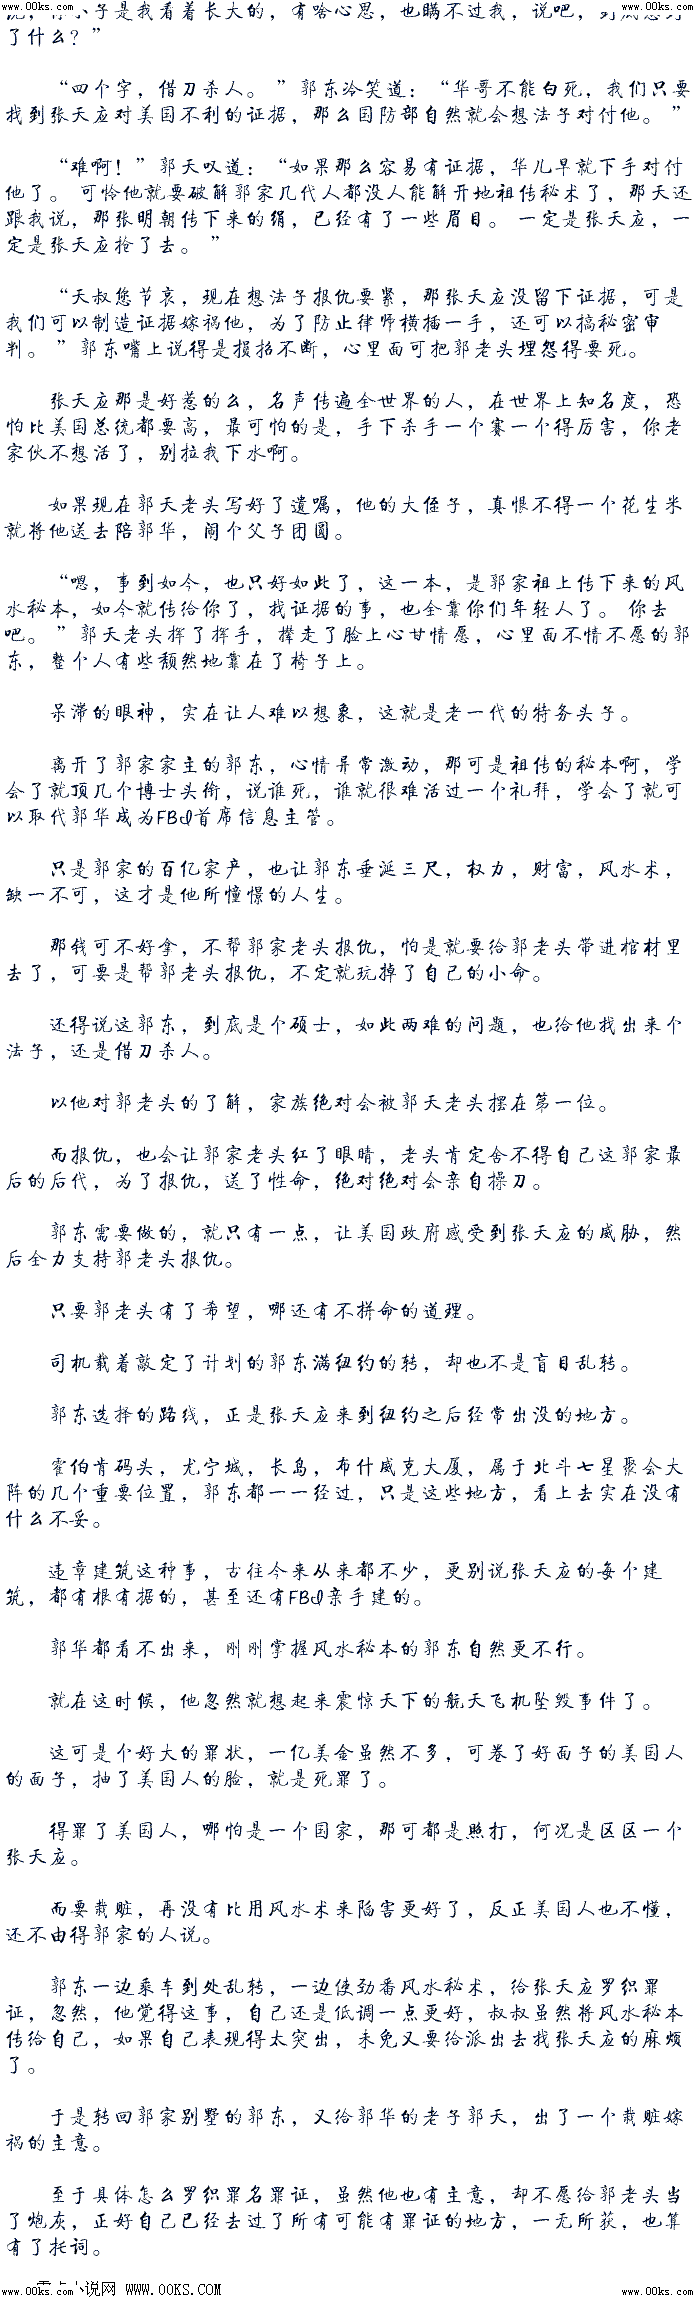 www.00ks.com www.00ks.com www.00ks.com
说，你小子是我看着长大的，有啥心思，也瞒不过我，说吧，到底想到
了什么？”
“四个字，借刀杀人。”郭东冷笑道：“华哥不能白死，我们只要
找到张天应对美国不利的证据，那么国防部自然就会想法子对付他。”
“难啊！”郭天叹道：“如果那么容易有证据，华儿早就下手对付
他了。 可怜他就要破解郭家几代人都没人能解开地祖传秘术了，那天还
跟我说，那张明朝传下来的绢，已经有了一些眉目。 一定是张天应，一
定是张天应抢了去。”
“天叔您节哀，现在想法子报仇要紧，那张天应没留下证据，可是
我们可以制造证据嫁祸他，为了防止律师横插一手，还可以搞秘密审
判。”郭东嘴上说得是损招不断，心里面可把郭老头埋怨得要死。
张天应那是好惹的么，名声传遍全世界的人，在世界上知名度，恐
怕比美国总统都要高，最可怕的是，手下杀手一个赛一个得厉害，你老
家伙不想活了，别拉我下水啊。
如果现在郭天老头写好了遗嘱，他的大侄子，真恨不得一个花生米
就将他送去陪郭华，阖个父子团圆。
“嗯，事到如今，也只好如此了，这一本，是郭家祖上传下来的风
水秘本，如今就传给你了，找证据的事，也全靠你们年轻人了。 你去
吧。”郭天老头挥了挥手，撵走了脸上心甘情愿，心里面不情不愿的郭
东，整个人有些颓然地靠在了椅子上。
呆滞的眼神，实在让人难以想象，这就是老一代的特务头子。
离开了郭家家主的郭东，心情异常激动，那可是祖传的秘本啊，学
会了就顶几个博士头衔，说谁死，谁就很难活过一个礼拜，学会了就可
以取代郭华成为FBI首席信息主管。
只是郭家的百亿家产，也让郭东垂涎三尺，权力，财富，风水术，
缺一不可，这才是他所憧憬的人生。
那钱可不好拿，不帮郭家老头报仇，怕是就要给郭老头带进棺材里
去了，可要是帮郭老头报仇，不定就玩掉了自己的小命。
还得说这郭东，到底是个硕士，如此两难的问题，也给他找出来个
法子，还是借刀杀人。
以他对郭老头的了解，家族绝对会被郭天老头摆在第一位。
而报仇，也会让郭家老头红了眼睛，老头肯定舍不得自己这郭家最
后的后代，为了报仇，送了性命，绝对绝对会亲自操刀。
郭东需要做的，就只有一点，让美国政府感受到张天应的威胁，然
后全力支持郭老头报仇。
只要郭老头有了希望，哪还有不拼命的道理。
司机载着敲定了计划的郭东满纽约的转，却也不是盲目乱转。
郭东选择的路线，正是张天应来到纽约之后经常出没的地方。
霍伯肯码头，尤宁城，长岛，布什威克大厦，属于北斗七星聚会大
阵的几个重要位置，郭东都一一经过，只是这些地方，看上去实在没有
什么不妥。
违章建筑这种事，古往今来从来都不少，更别说张天应的每个建
筑，都有根有据的，甚至还有FBI亲手建的。
郭华都看不出来，刚刚掌握风水秘本的郭东自然更不行。
就在这时候，他忽然就想起来震惊天下的航天飞机坠毁事件了。
这可是个好大的罪状，一亿美金虽然不多，可卷了好面子的美国人
的面子，抽了美国人的脸，就是死罪了。
得罪了美国人，哪怕是一个国家，那可都是照打，何况是区区一个
张天应。
而要栽赃，再没有比用风水术来陷害更好了，反正美国人也不懂，
还不由得郭家的人说。
郭东一边乘车到处乱转，一边使劲番风水秘术，给张天应罗织罪
证，忽然，他觉得这事，自己还是低调一点更好，叔叔虽然将风水秘本
传给自己，如果自己表现得太突出，未免又要给派出去找张天应的麻烦
了。
于是转回郭家别墅的郭东，又给郭华的老子郭天，出了一个栽赃嫁
祸的主意。
至于具体怎么罗织罪名罪证，虽然他也有主意，却不愿给郭老头当
了炮灰，正好自己已经去过了所有可能有罪证的地方，一无所获，也算
有了托词。
小说网 www.00KS.COM
www.00ks.com www.00ks.com